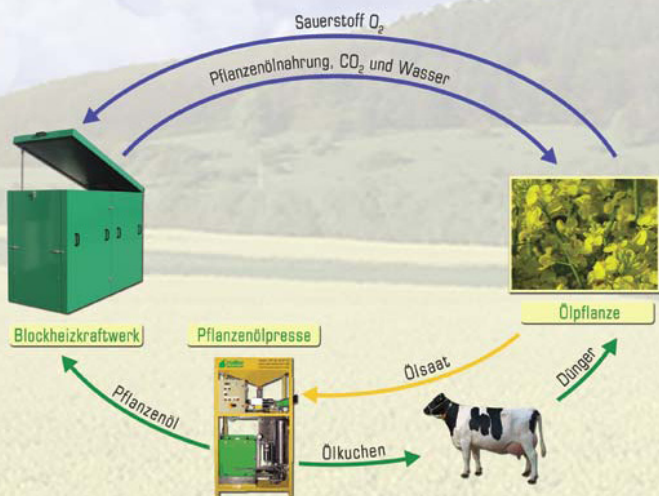 Sauerstoff O₂
Pflanzenölnahrung, CO₂ und Wasser
Blockheizkraftwerk
Pflanzenölpresse
Ölpflanze
Ölsaat
Dünger
Pflanzenöl
Ölkuchen